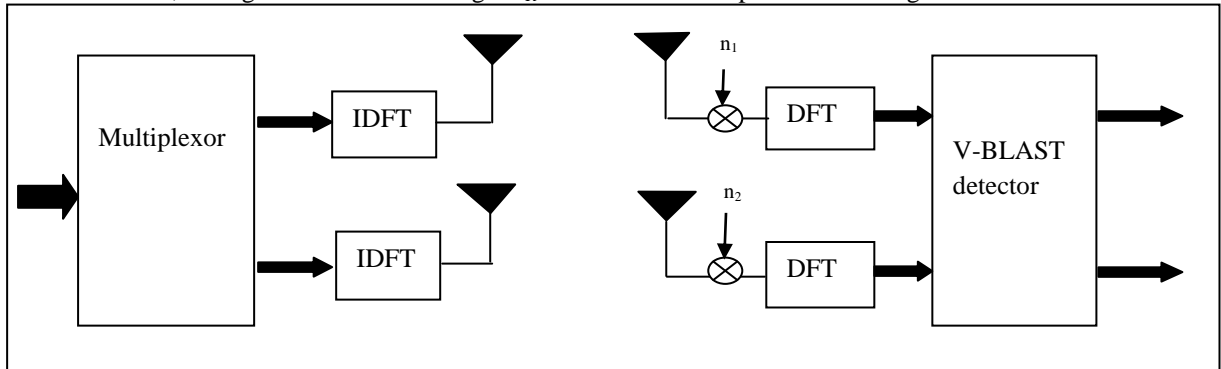 n1
IDFT
DFT
Multiplexor
V-BLAST
detector
n2
IDFT
DFT